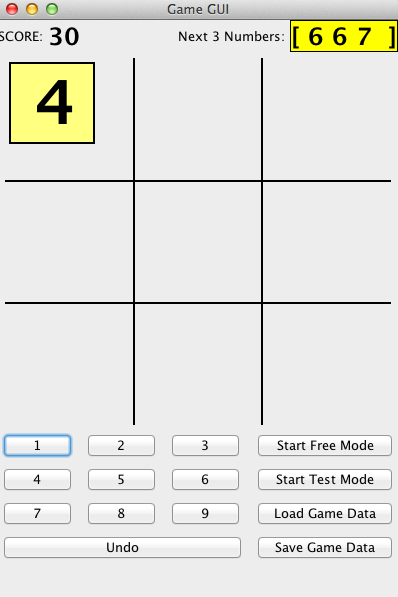 Game GUI
SCORE: 30 Next 3 Numbers: [ 6 6 7 ]
4
1 2 3 Start Free Mode
4 5 6 Start Test Mode
7 8 9 Load Game Data
Undo Save Game Data